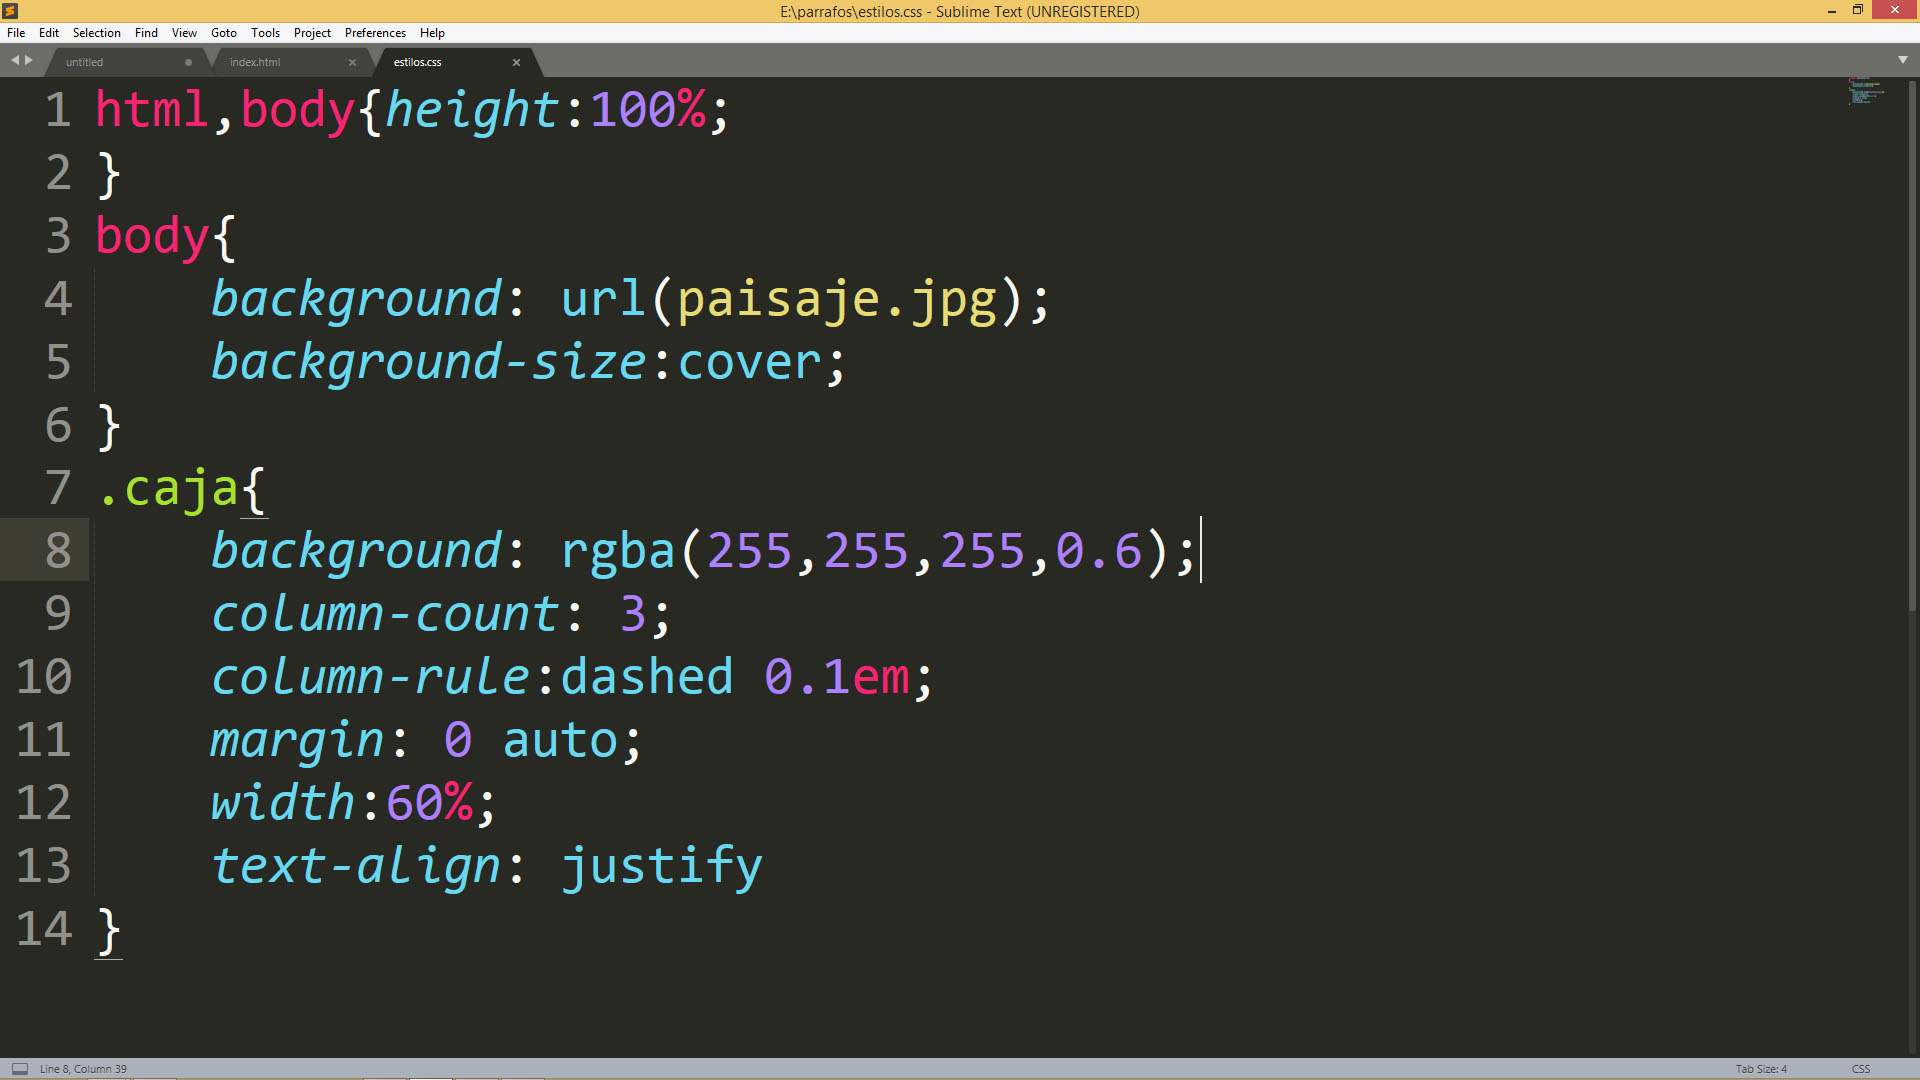 E:\parrafos\estilos.css - Sublime Text (UNREGISTERED)
File Edit Selection Find View Goto Tools Project Preferences Help
untitled index.html estilos.css
1 html,body{height:100%;
2 }
3 body{
4 background: url(paisaje.jpg);
5 background-size:cover;
6 }
7 .caja{
8 background: rgba(255,255,255,0.6);
9 column-count: 3;
10 column-rule:dashed 0.1em;
11 margin: 0 auto;
12 width:60%;
13 text-align: justify
14 }
Line 8, Column 39 Tab Size: 4 CSS